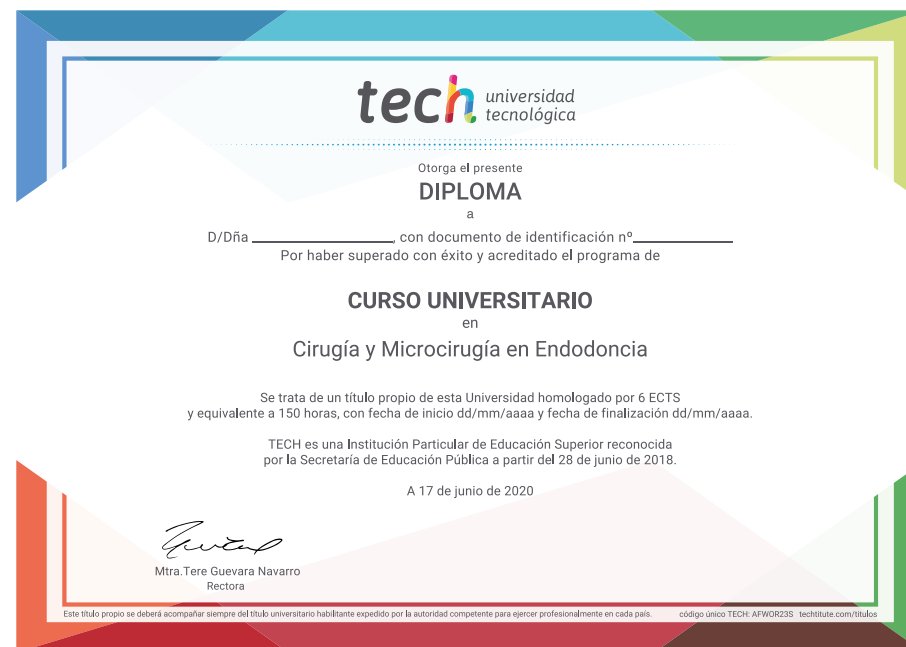 tech universidad
tecnológica
Otorga el presente
DIPLOMA
a
D/Dña ____________________, con documento de identificación nº______________
Por haber superado con éxito y acreditado el programa de
CURSO UNIVERSITARIO
en
Cirugía y Microcirugía en Endodoncia
Se trata de un título propio de esta Universidad homologado por 6 ECTS
y equivalente a 150 horas, con fecha de inicio dd/mm/aaaa y fecha de finalización dd/mm/aaaa.
TECH es una Institución Particular de Educación Superior reconocida
por la Secretaría de Educación Pública a partir del 28 de junio de 2018.
A 17 de junio de 2020
Mtra.Tere Guevara Navarro
Rectora
Este título propio se deberá acompañar siempre del título universitario habilitante expedido por la autoridad competente para ejercer profesionalmente en cada país. código único TECH: AFWOR23S techtitute.com/títulos